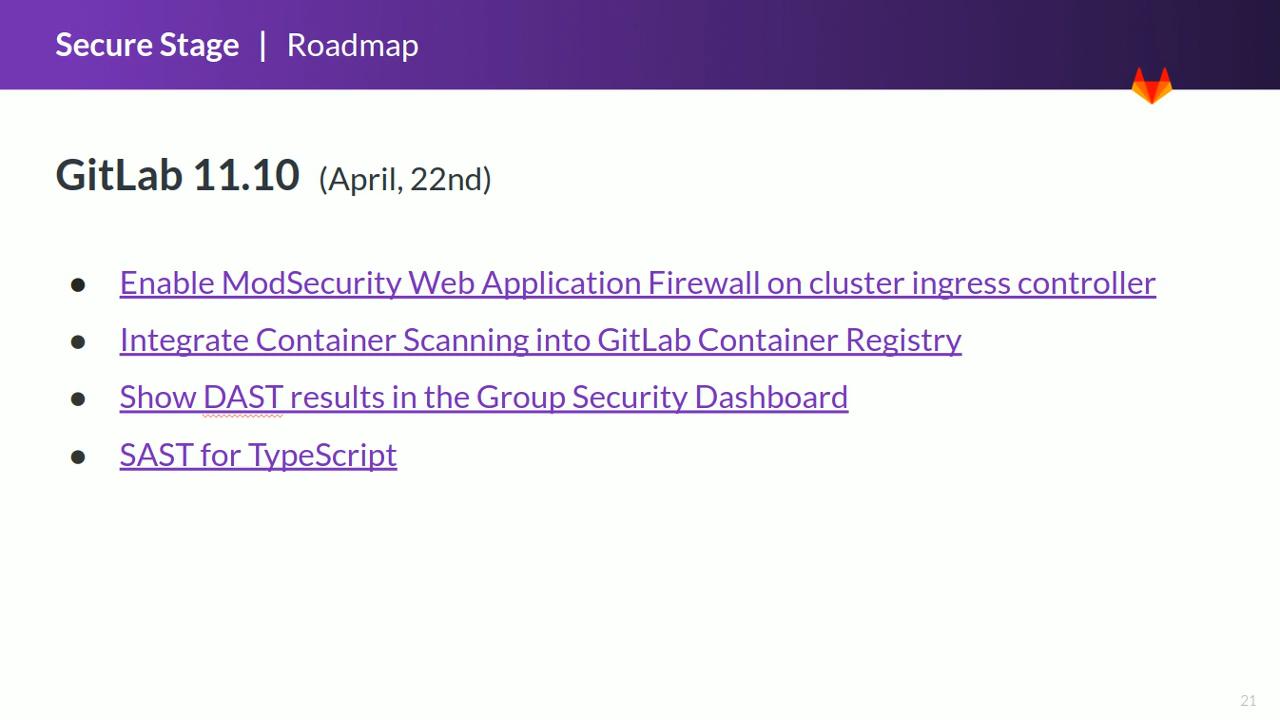 Secure Stage | Roadmap
GitLab 11.10 (April, 22nd)
● Enable ModSecurity Web Application Firewall on cluster ingress controller
● Integrate Container Scanning into GitLab Container Registry
● Show DAST results in the Group Security Dashboard
● SAST for TypeScript
21